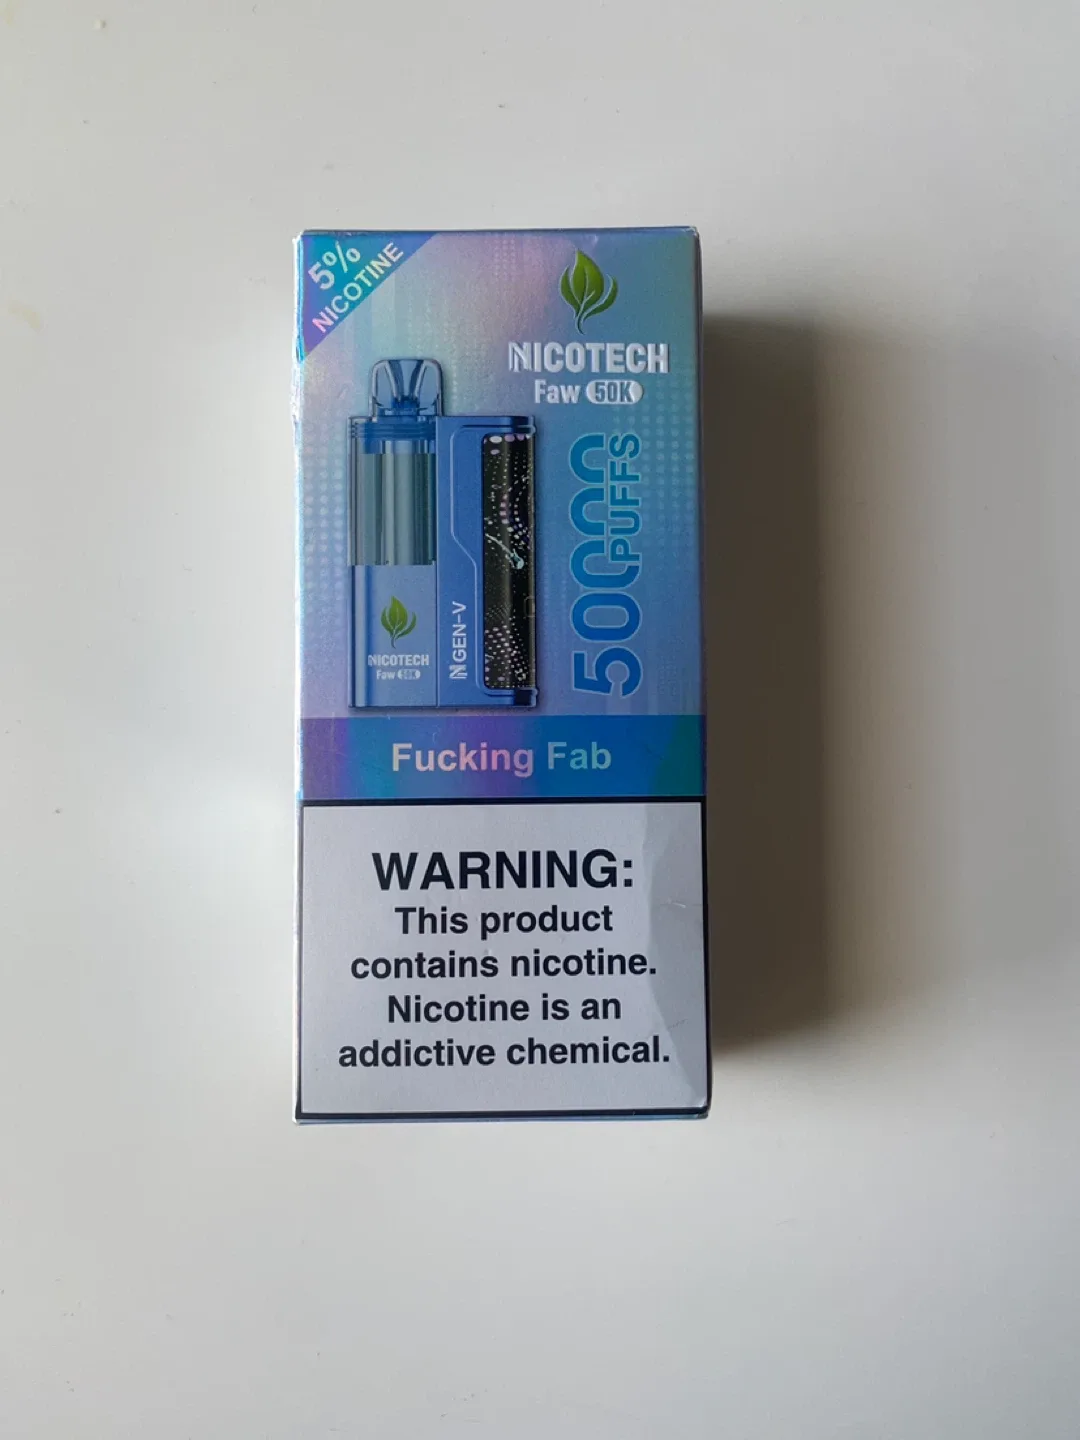 5%
NICOTINE
NICOTECH
Faw 50K
50000
PUFFS
NICOTECH
Faw 50K
N GEN-V
Fucking Fab
WARNING:
This product
contains nicotine.
Nicotine is an
addictive chemical.